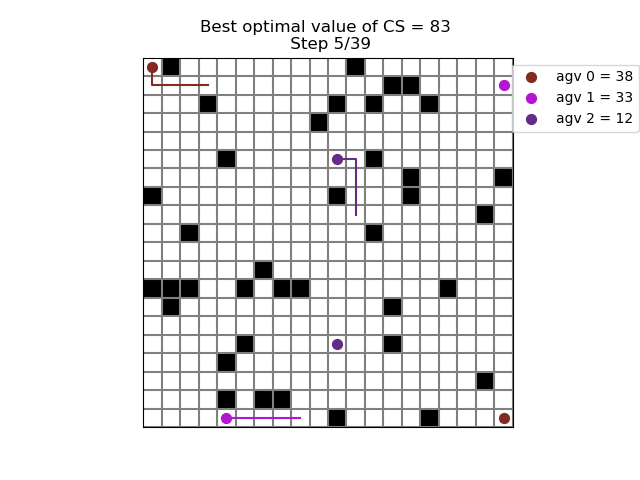 Best optimal value of CS = 83
Step 5/39
agv 0 = 38
agv 1 = 33
agv 2 = 12